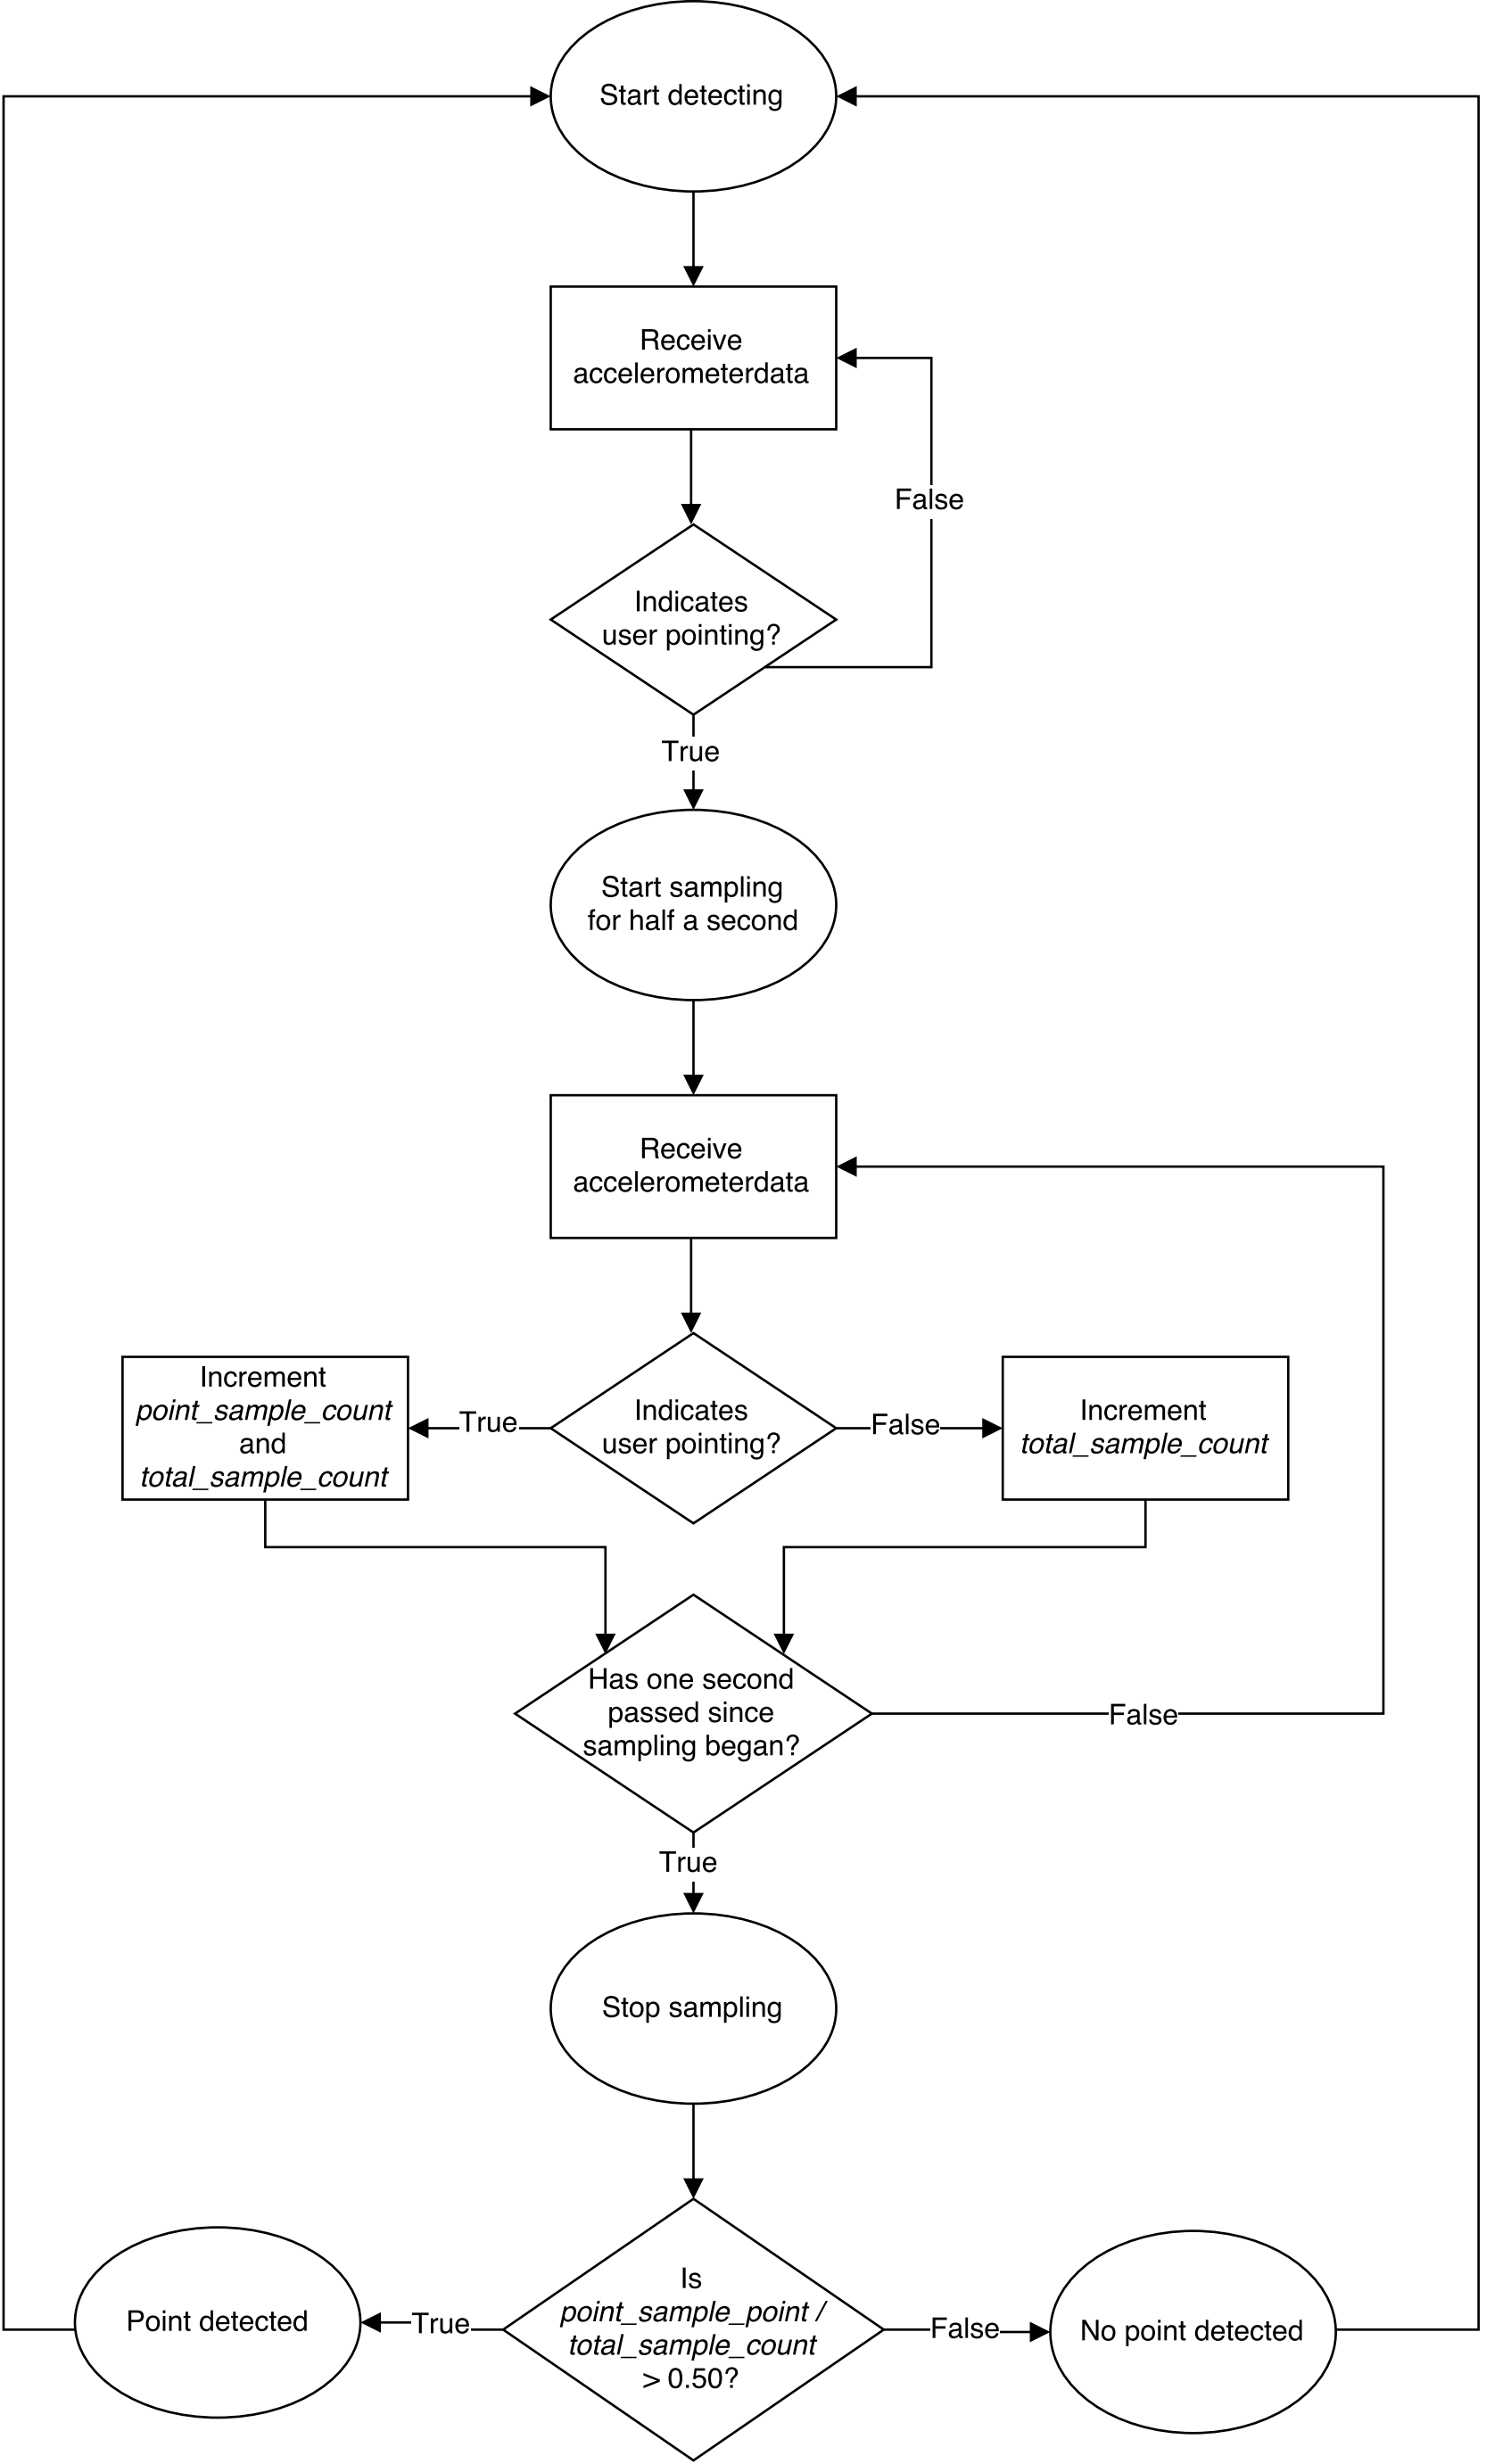 Start detecting
Receive
accelerometerdata
False
Indicates
user pointing?
True
Start sampling
for half a second
Receive
accelerometerdata
Increment
point_sample_count
and
total_sample_count
True
Indicates
user pointing?
False
Increment
total_sample_count
Has one second
passed since
sampling began?
False
True
Stop sampling
Point detected
True
Is
point_sample_point /
total_sample_count
> 0.50?
False
No point detected